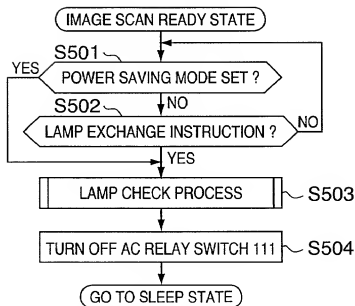 IMAGE SCAN READY STATE
S501
YES
POWER SAVING MODE SET ?
S502
NO
LAMP EXCHANGE INSTRUCTION ?
NO
YES
LAMP CHECK PROCESS
S503
TURN OFF AC RELAY SWITCH 111
S504
GO TO SLEEP STATE